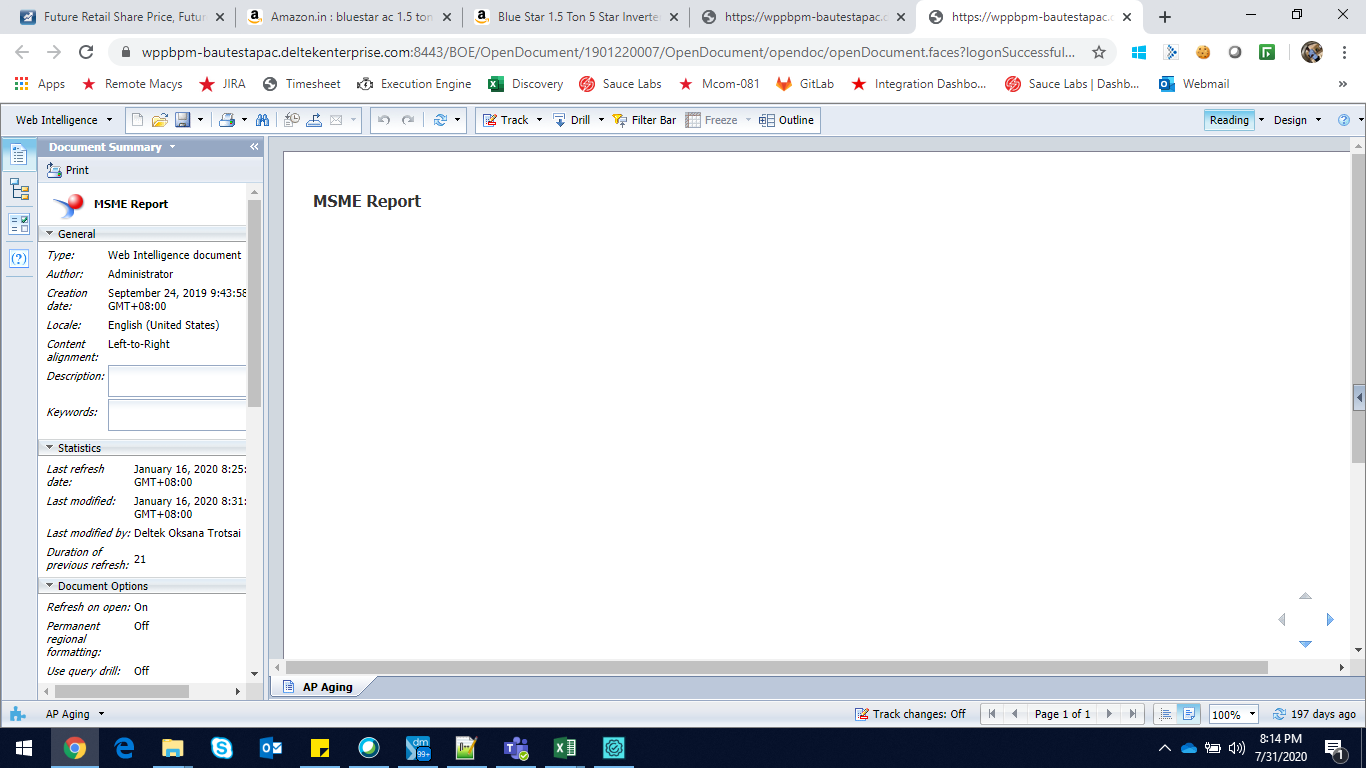 Future Retail Share Price, Futur
Amazon.in : bluestar ac 1.5 ton
Blue Star 1.5 Ton 5 Star Inverte
https://wppbpm-bautestapac.c
https://wppbpm-bautestapac.c
wppbpm-bautestapac.deltekenterprise.com:8443/BOE/OpenDocument/1901220007/OpenDocument/opendoc/openDocument.faces?logonSuccessful...
Apps Remote Macys JIRA Timesheet Execution Engine Discovery Sauce Labs Mcom-081 GitLab Integration Dashbo... Sauce Labs | Dashb... Webmail
Web Intelligence Track Drill Filter Bar Freeze Outline Reading Design
Document Summary
Print
MSME Report
General
Type: Web Intelligence document
Author: Administrator
Creation date: September 24, 2019 9:43:58 GMT+08:00
Locale: English (United States)
Content alignment: Left-to-Right
Description:
Keywords:
Statistics
Last refresh date: January 16, 2020 8:25: GMT+08:00
Last modified: January 16, 2020 8:31: GMT+08:00
Last modified by: Deltek Oksana Trotsai
Duration of previous refresh: 21
Document Options
Refresh on open: On
Permanent regional formatting: Off
Use query drill: Off
MSME Report
AP Aging
AP Aging
Track changes: Off
Page 1 of 1
100%
197 days ago
dm
99+
8:14 PM
7/31/2020
1